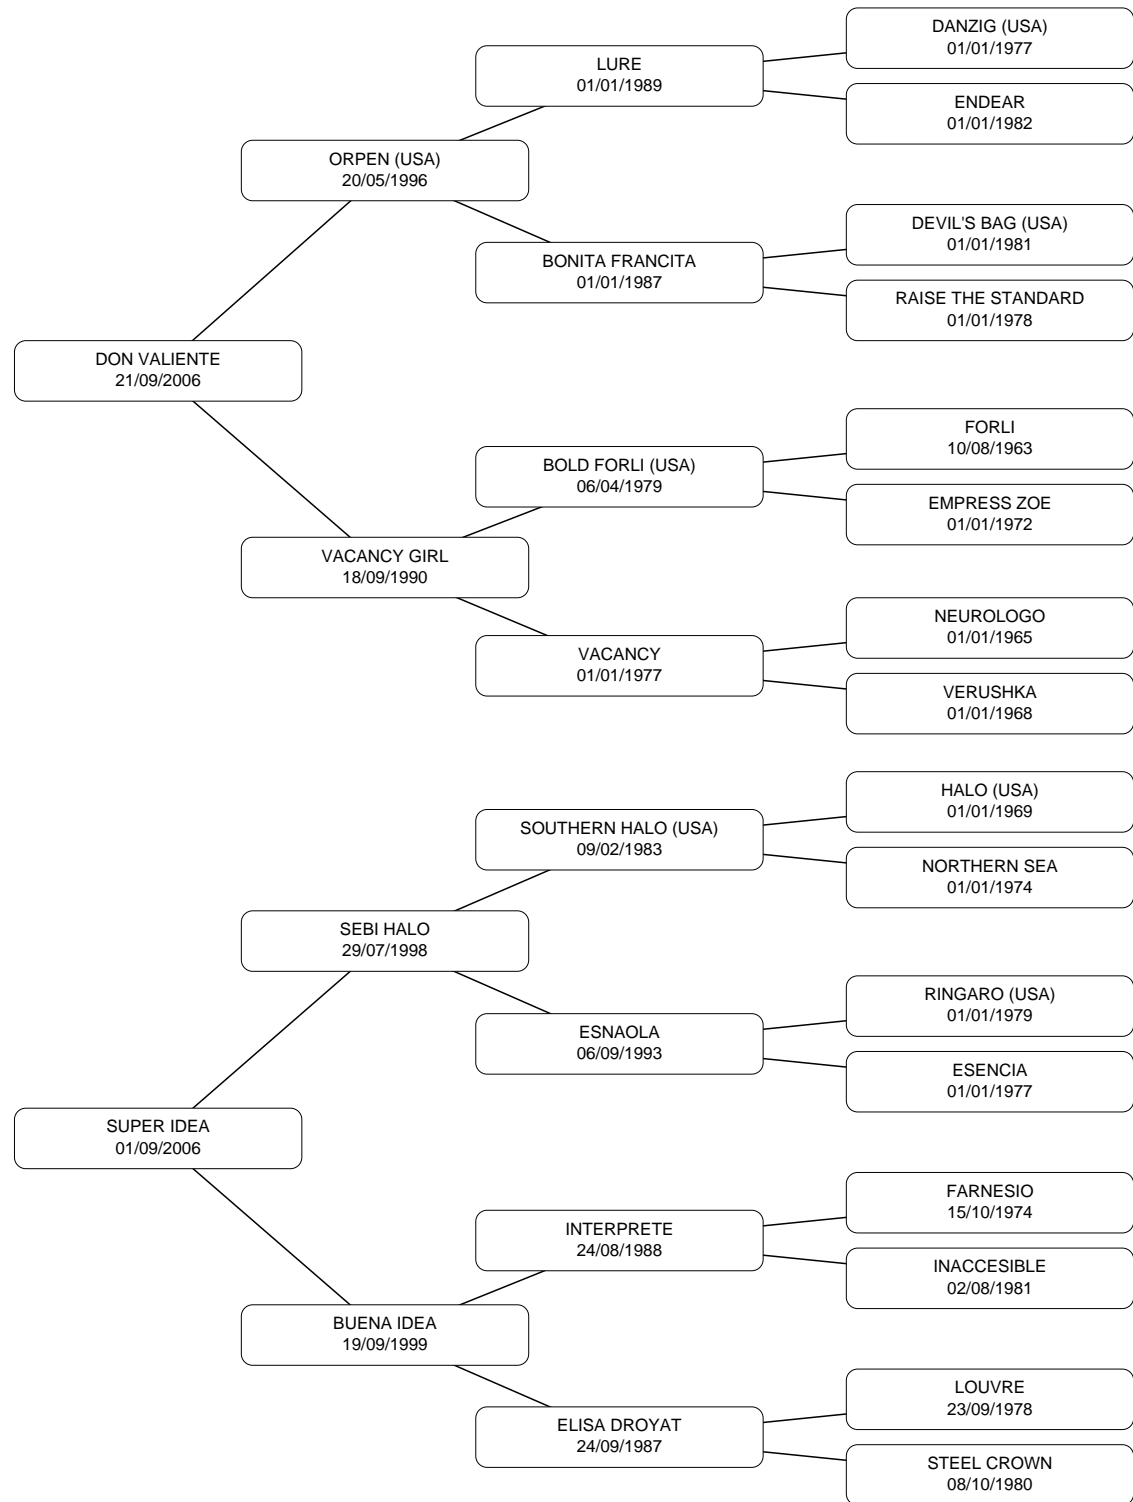 DANZIG (USA)
01/01/1977
LURE
01/01/1989
ENDEAR
01/01/1982
ORPEN (USA)
20/05/1996
DEVIL'S BAG (USA)
01/01/1981
BONITA FRANCITA
01/01/1987
RAISE THE STANDARD
01/01/1978
DON VALIENTE
21/09/2006
FORLI
10/08/1963
BOLD FORLI (USA)
06/04/1979
EMPRESS ZOE
01/01/1972
VACANCY GIRL
18/09/1990
NEUROLOGO
01/01/1965
VACANCY
01/01/1977
VERUSHKA
01/01/1968
HALO (USA)
01/01/1969
SOUTHERN HALO (USA)
09/02/1983
NORTHERN SEA
01/01/1974
SEBI HALO
29/07/1998
RINGARO (USA)
01/01/1979
ESNAOLA
06/09/1993
ESENCIA
01/01/1977
SUPER IDEA
01/09/2006
FARNESIO
15/10/1974
INTERPRETE
24/08/1988
INACCESIBLE
02/08/1981
BUENA IDEA
19/09/1999
LOUVRE
23/09/1978
ELISA DROYAT
24/09/1987
STEEL CROWN
08/10/1980